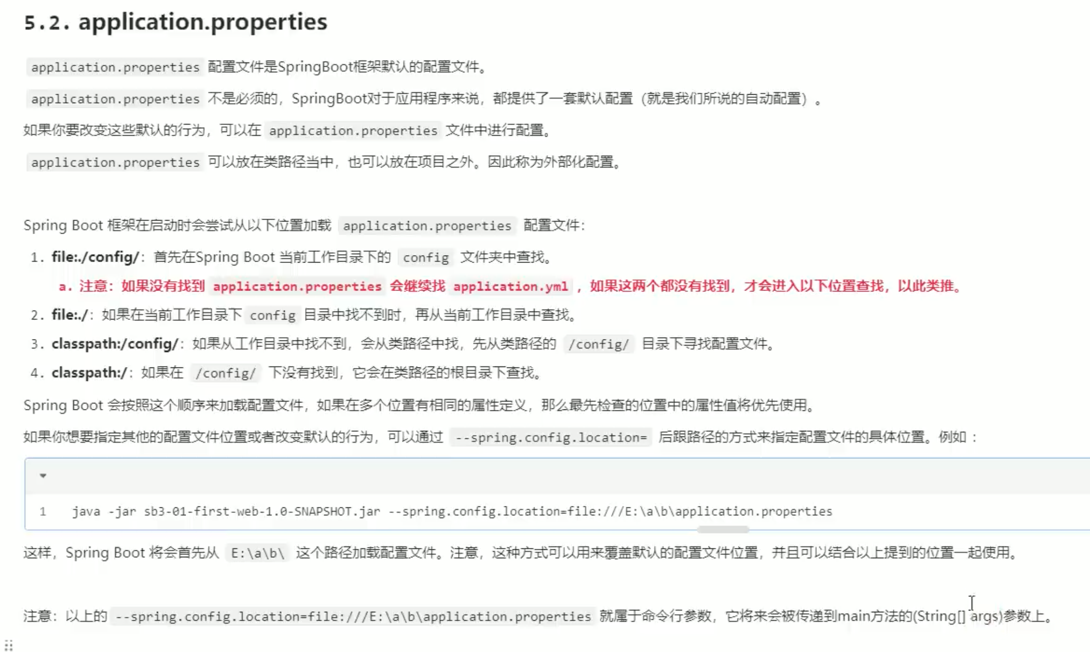 5.2. application.properties
application.properties 配置文件是SpringBoot框架默认的配置文件。
application.properties 不是必须的，SpringBoot对于应用程序来说，都提供了一套默认配置（就是我们所说的自动配置）。
如果你要改变这些默认的行为，可以在 application.properties 文件中进行配置。
application.properties 可以放在类路径当中，也可以放在项目之外。因此称为外部化配置。
Spring Boot 框架在启动时会尝试从以下位置加载 application.properties 配置文件：
1. file:./config/：首先在Spring Boot 当前工作目录下的 config 文件夹中查找。
a. 注意：如果没有找到 application.properties 会继续找 application.yml ，如果这两个都没有找到，才会进入以下位置查找，以此类推。
2. file:./：如果在当前工作目录下 config 目录中找不到时，再从当前工作目录中查找。
3. classpath:/config/：如果从工作目录中找不到，会从类路径中找，先从类路径的 /config/ 目录下寻找配置文件。
4. classpath:/：如果在 /config/ 下没有找到，它会在类路径的根目录下查找。
Spring Boot 会按照这个顺序来加载配置文件，如果在多个位置有相同的属性定义，那么最先检查的位置中的属性值将优先使用。
如果你想要指定其他的配置文件位置或者改变默认的行为，可以通过 --spring.config.location= 后跟路径的方式来指定配置文件的具体位置。例如 ：
1 java -jar sb3-01-first-web-1.0-SNAPSHOT.jar --spring.config.location=file:///E:\a\b\application.properties
这样，Spring Boot 将会首先从 E:\a\b\ 这个路径加载配置文件。注意，这种方式可以用来覆盖默认的配置文件位置，并且可以结合以上提到的位置一起使用。
注意：以上的 --spring.config.location=file:///E:\a\b\application.properties 就属于命令行参数，它将来会被传递到main方法的(String[] args)参数上。